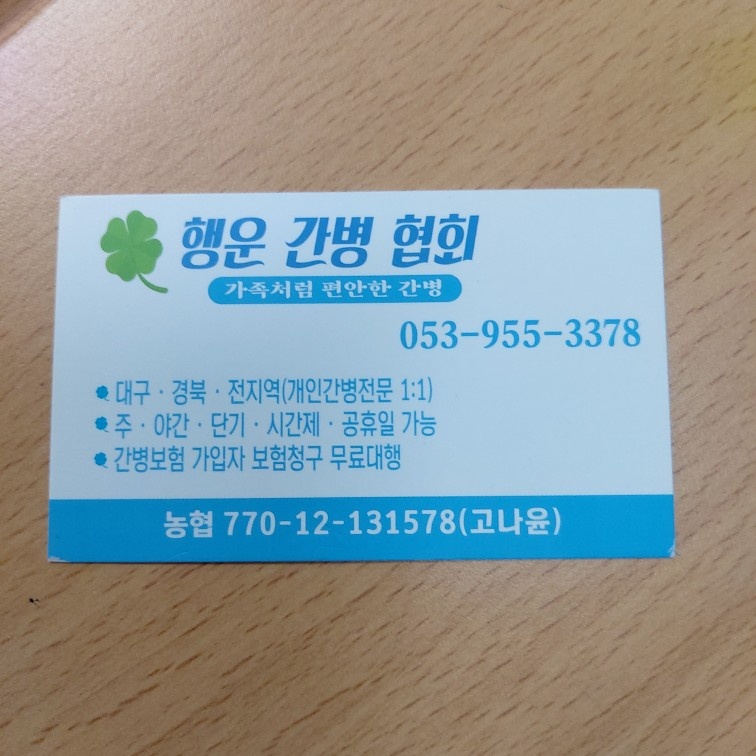 행운 간병 협회
가족처럼 편안한 간병
053-955-3378
대구 · 경북 · 전지역(개인간병전문 1:1)
주 · 야간 · 단기 · 시간제 · 공휴일 가능
간병보험 가입자 보험청구 무료대행
농협 770-12-131578(고나윤)